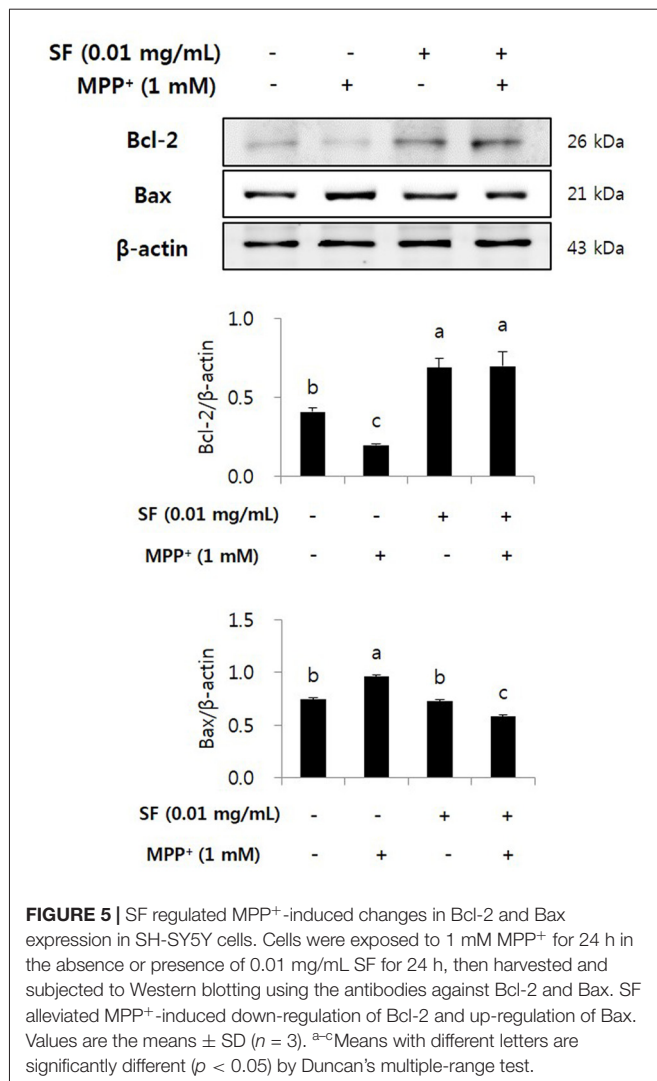 SF (0.01 mg/mL) - - + +
MPP⁺ (1 mM) - + - +
Bcl-2 26 kDa
Bax 21 kDa
β-actin 43 kDa
Bcl-2/β-actin
1.0
0.5
0.0
b c a a
SF (0.01 mg/mL) - - + +
MPP⁺ (1 mM) - + - +
Bax/β-actin
1.5
1.0
0.5
0.0
b a b c
SF (0.01 mg/mL) - - + +
MPP⁺ (1 mM) - + - +
FIGURE 5 | SF regulated MPP⁺-induced changes in Bcl-2 and Bax
expression in SH-SY5Y cells. Cells were exposed to 1 mM MPP⁺ for 24 h in
the absence or presence of 0.01 mg/mL SF for 24 h, then harvested and
subjected to Western blotting using the antibodies against Bcl-2 and Bax. SF
alleviated MPP⁺-induced down-regulation of Bcl-2 and up-regulation of Bax.
Values are the means ± SD (n = 3). ᵃ⁻ᶜMeans with different letters are
significantly different (p < 0.05) by Duncan's multiple-range test.